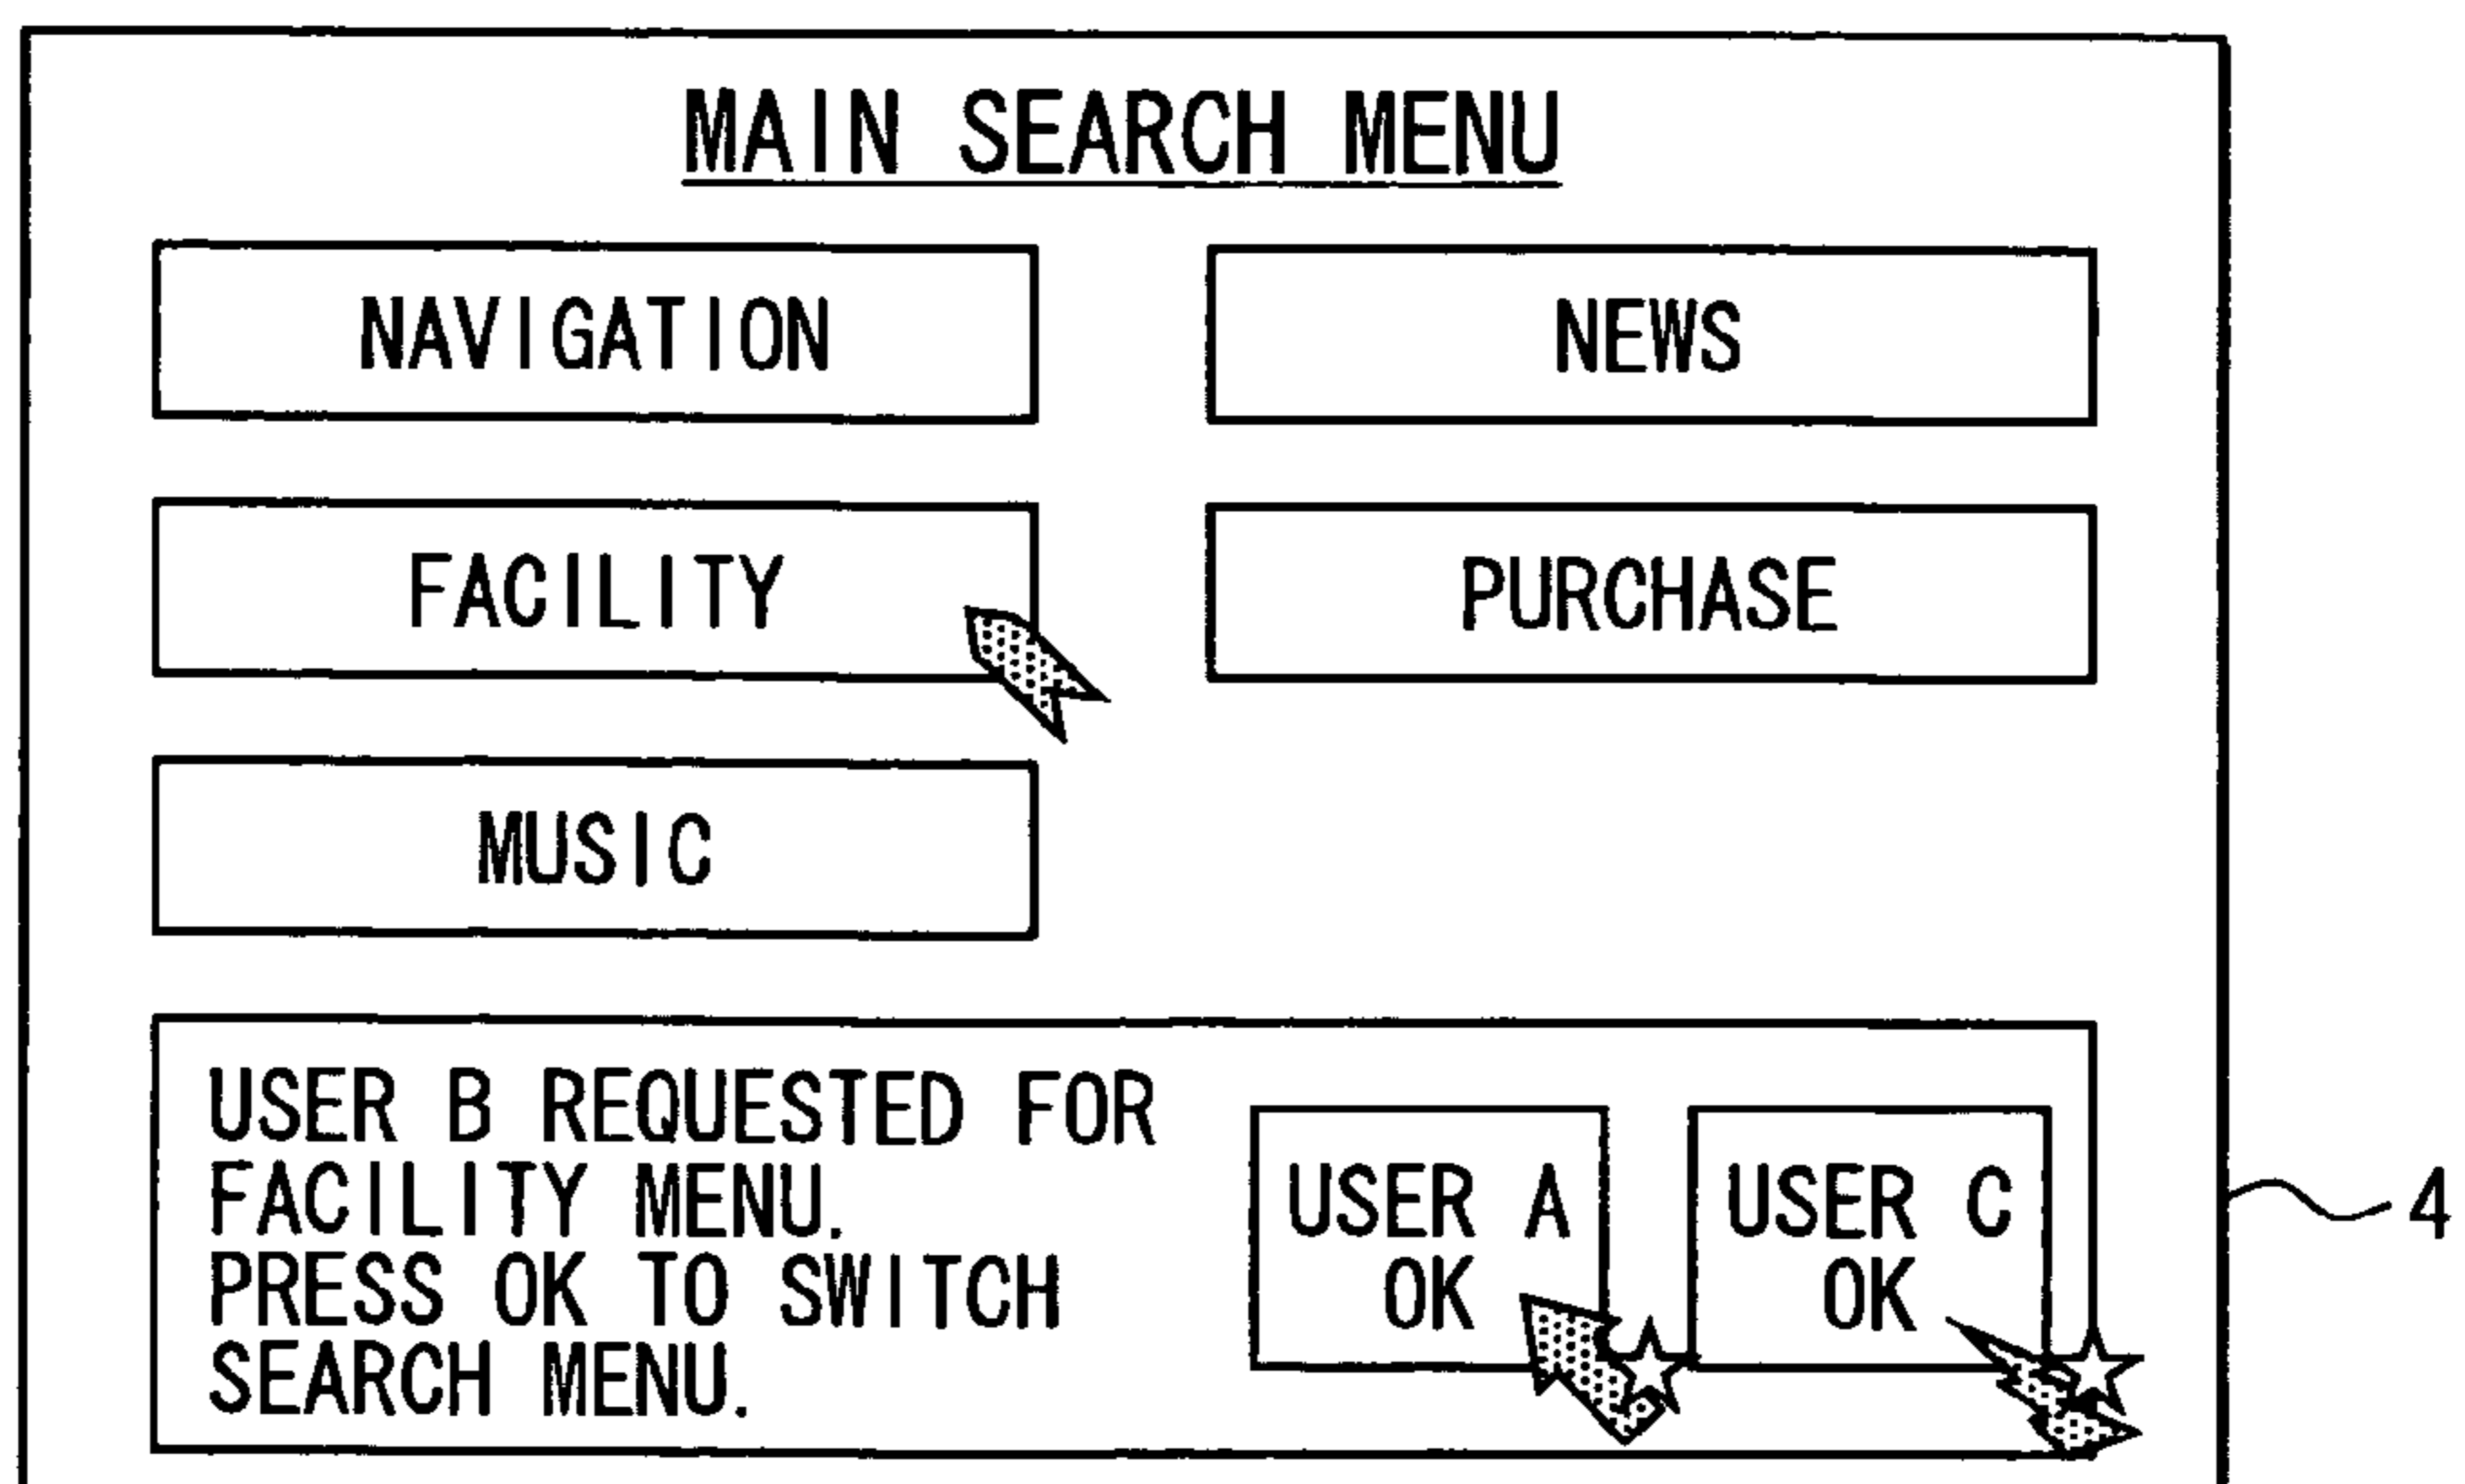 MAIN SEARCH MENU
NAVIGATION
NEWS
FACILITY
PURCHASE
MUSIC
USER B REQUESTED FOR
FACILITY MENU.
PRESS OK TO SWITCH
SEARCH MENU.
USER A
OK
USER C
OK
4